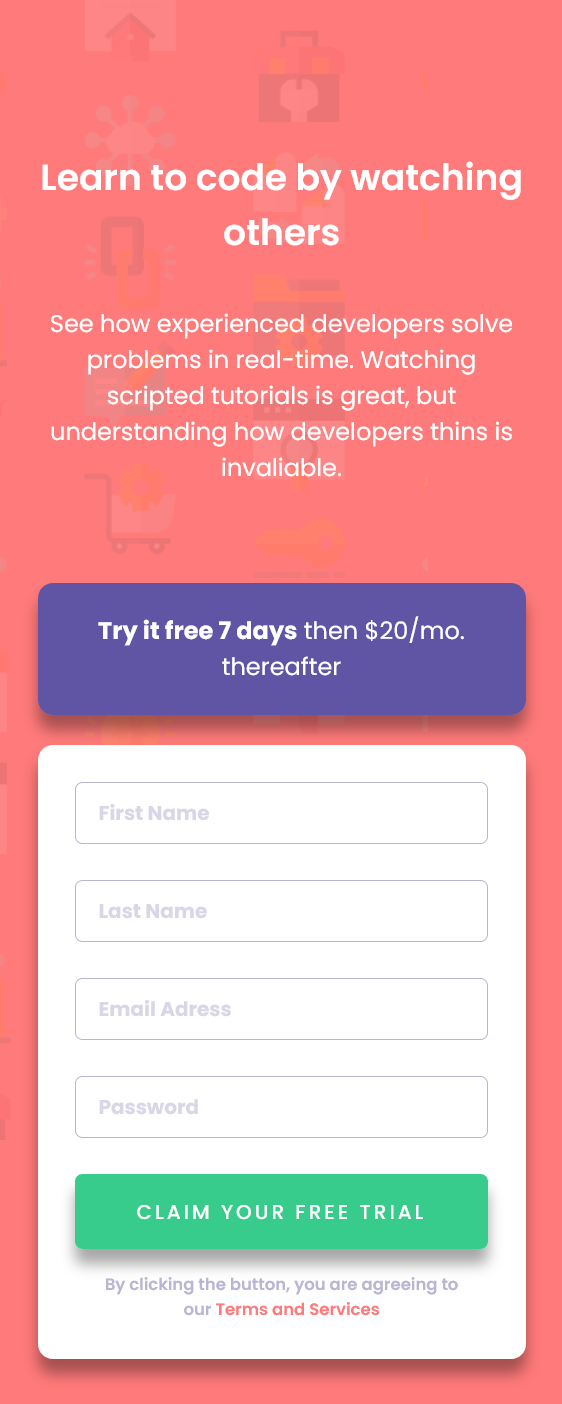 Learn to code by watching
others
See how experienced developers solve
problems in real-time. Watching
scripted tutorials is great, but
understanding how developers thins is
invaliable.
Try it free 7 days then $20/mo.
thereafter
First Name
Last Name
Email Adress
Password
CLAIM YOUR FREE TRIAL
By clicking the button, you are agreeing to
our Terms and Services